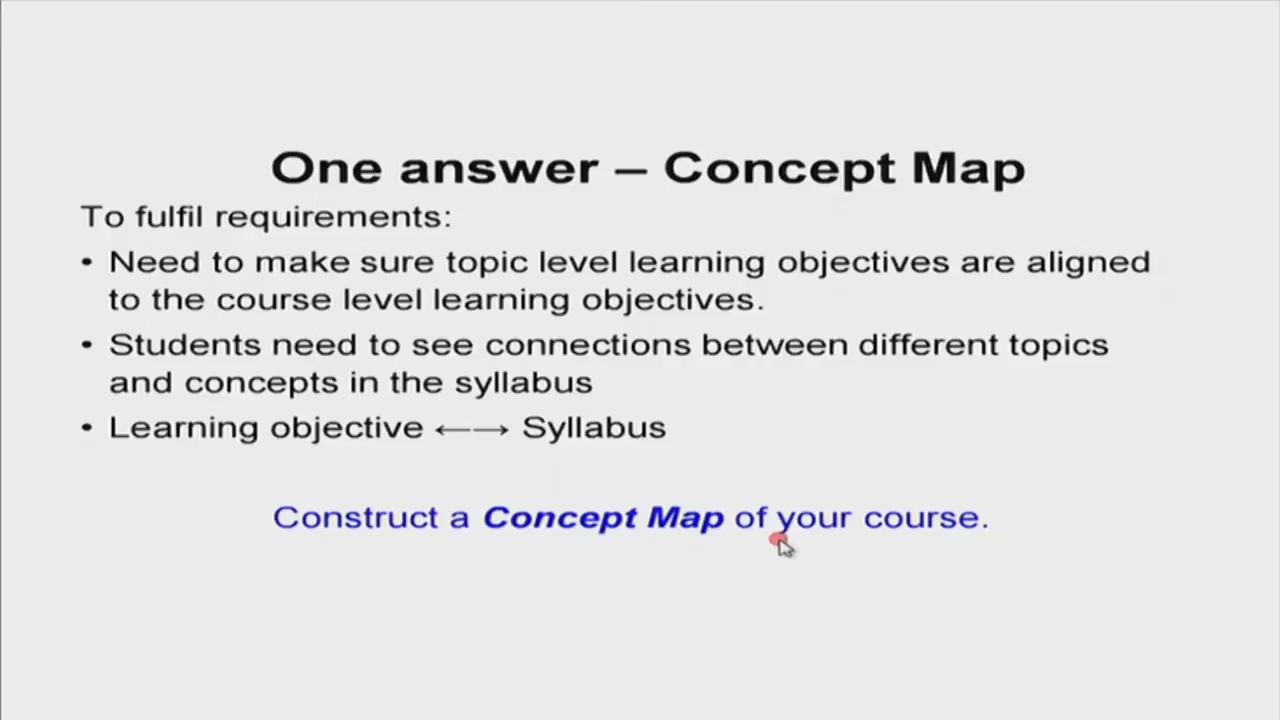 One answer – Concept Map
To fulfil requirements:
• Need to make sure topic level learning objectives are aligned
to the course level learning objectives.
• Students need to see connections between different topics
and concepts in the syllabus
• Learning objective ←→ Syllabus
Construct a Concept Map of your course.